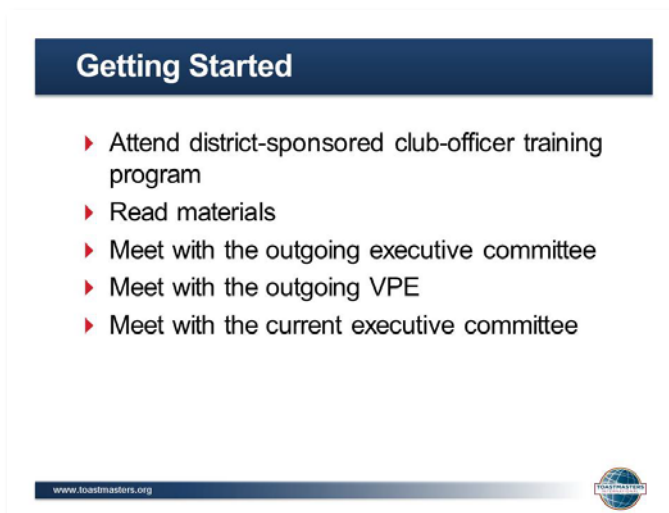 Getting Started
Attend district-sponsored club-officer training
program
Read materials
Meet with the outgoing executive committee
Meet with the outgoing VPE
Meet with the current executive committee
www.toastmasters.org
TOASTMASTERS